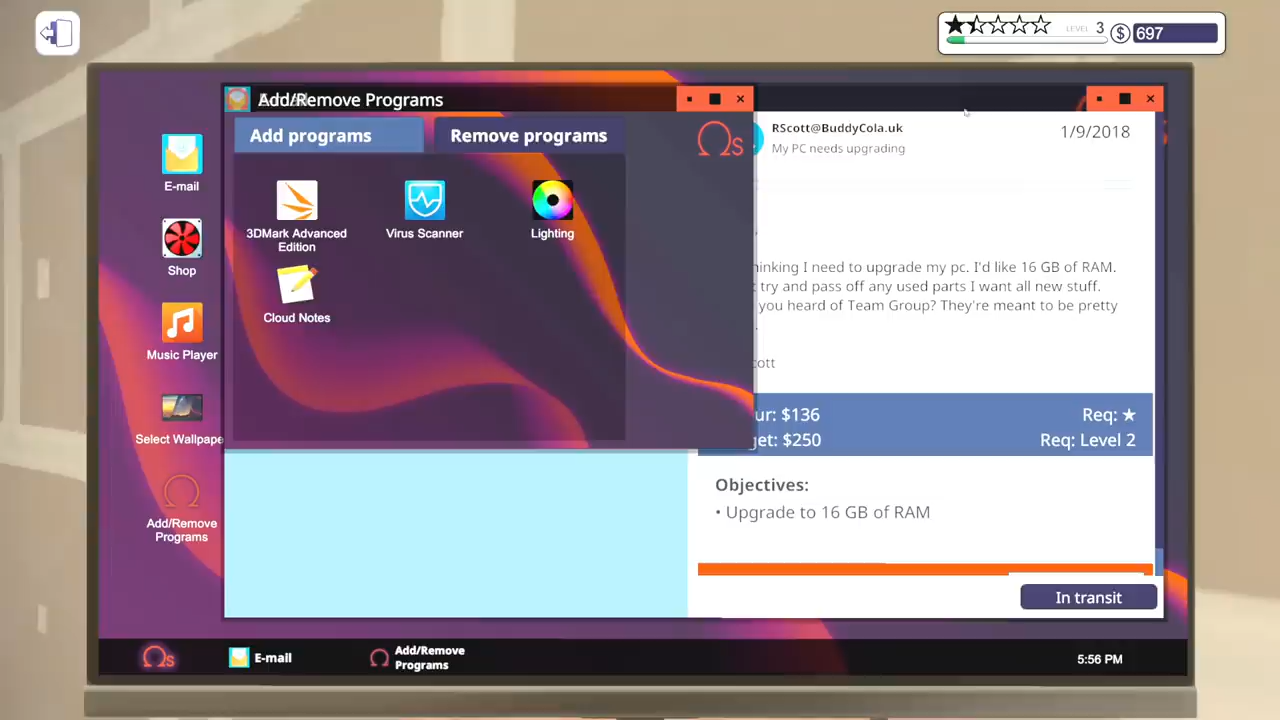 LEVEL 3
$ 697
Add/Remove Programs
Add programs
Remove programs
3DMark Advanced
Edition
Virus Scanner
Lighting
Cloud Notes
Ωs
E-mail
Shop
Music Player
Select Wallpape
Add/Remove
Programs
RScott@BuddyCola.uk
1/9/2018
My PC needs upgrading
hinking I need to upgrade my pc. I'd like 16 GB of RAM.
try and pass off any used parts I want all new stuff.
you heard of Team Group? They're meant to be pretty
ott
ur: $136
Req: ★
get: $250
Req: Level 2
Objectives:
• Upgrade to 16 GB of RAM
In transit
Ωs
E-mail
Add/Remove
Programs
5:56 PM